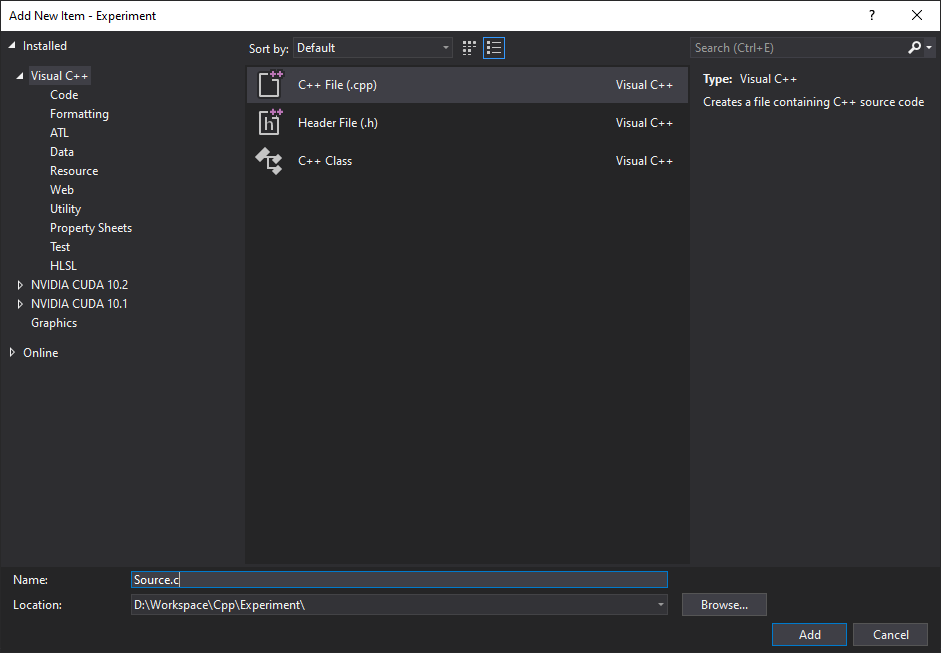 Add New Item - Experiment
?
Installed
Sort by:
Default
Search (Ctrl+E)
Visual C++
Code
Formatting
ATL
Data
Resource
Web
Utility
Property Sheets
Test
HLSL
NVIDIA CUDA 10.2
NVIDIA CUDA 10.1
Graphics
Online
C++ File (.cpp)
Visual C++
Header File (.h)
Visual C++
C++ Class
Visual C++
Type: Visual C++
Creates a file containing C++ source code
Name:
Source.c
Location:
D:\Workspace\Cpp\Experiment\
Browse...
Add
Cancel